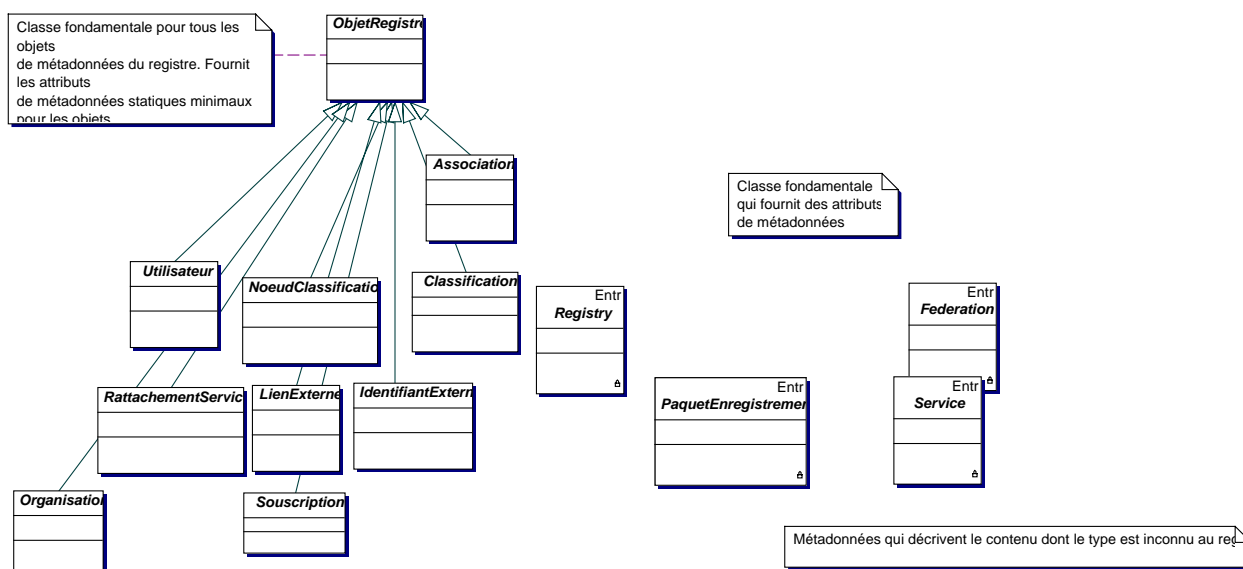 Classe fondamentale pour tous les
objets
de métadonnées du registre. Fournit
les attributs
de métadonnées statiques minimaux
pour les objets
ObjetRegistre
Association
Classe fondamentale
qui fournit des attributs
de métadonnées
Utilisateur
NoeudClassificatio
Classification
Entr
Registry
Entr
Federation
RattachementServic
LienExterne
IdentifiantExtern
Entr
PaquetEnregistremen
Entr
Service
Organisation
Souscription
Métadonnées qui décrivent le contenu dont le type est inconnu au reg